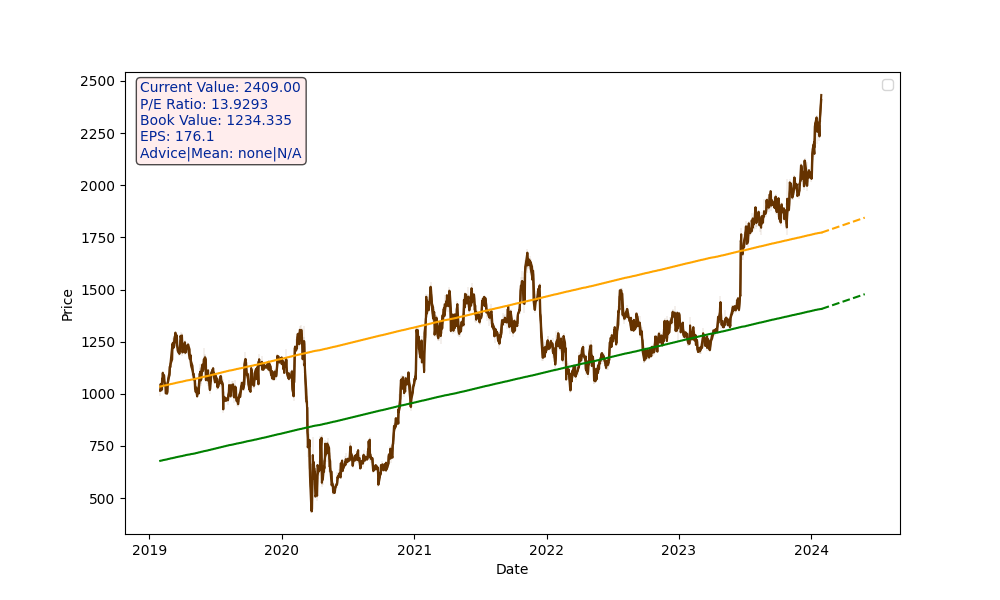 Current Value: 2409.00
P/E Ratio: 13.9293
Book Value: 1234.335
EPS: 176.1
Advice|Mean: none|N/A
2500
2250
2000
1750
1500
1250
1000
750
500
Price
2019 2020 2021 2022 2023 2024
Date